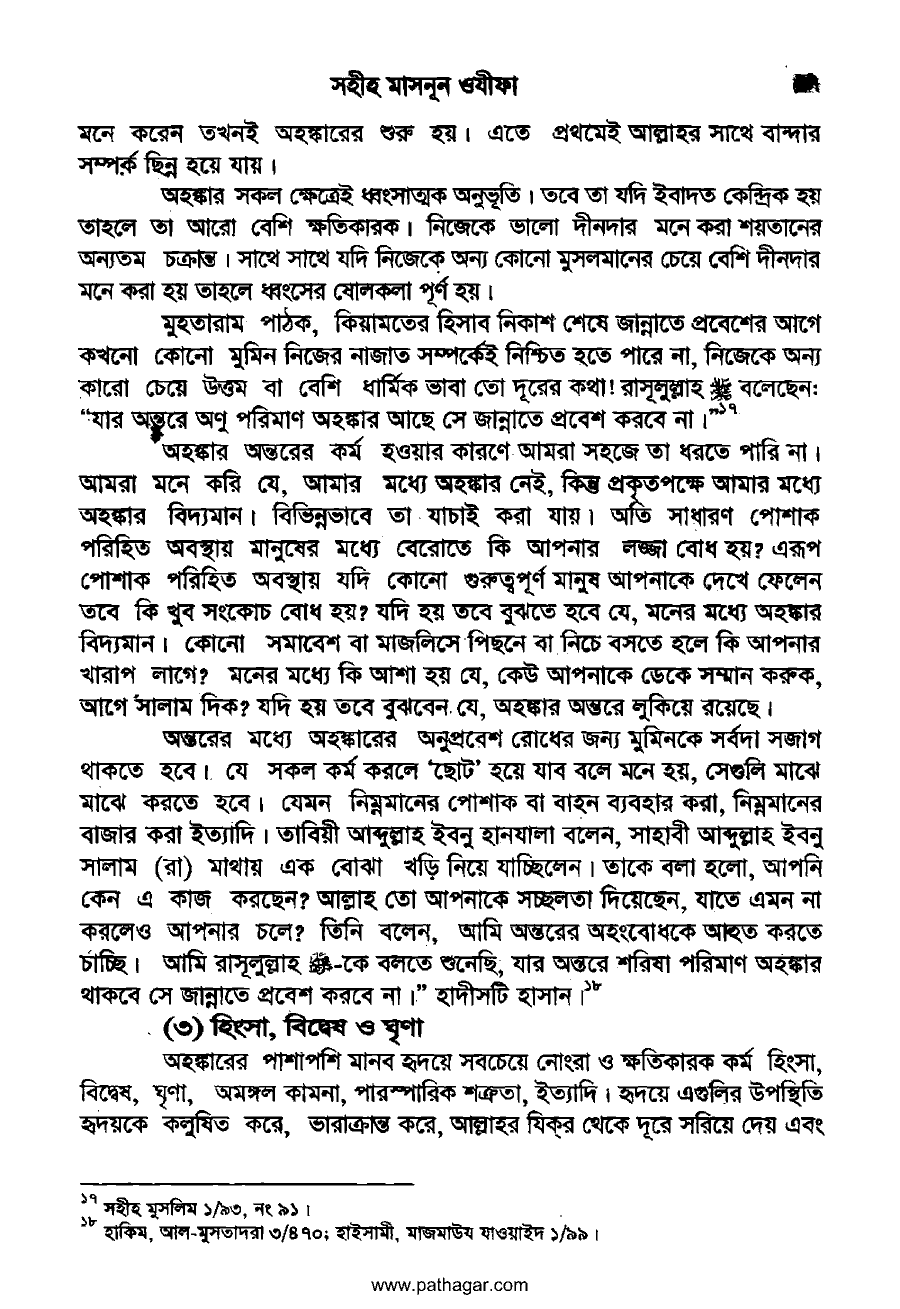 সহীহ মাসনূন ওযীফা
মনে করেন তখনই অহঙ্কারের শুরু হয়। এতে প্রথমেই আল্লাহর সাথে বান্দার
সম্পর্ক ছিন্ন হয়ে যায়।
অহঙ্কার সকল ক্ষেত্রেই ধ্বংসাত্মক অনুভূতি। তবে তা যদি ইবাদত কেন্দ্রিক হয়
তাহলে তা আরো বেশি ক্ষতিকারক। নিজেকে ভালো দীনদার মনে করা শয়তানের
অন্যতম চক্রান্ত। সাথে সাথে যদি নিজেকে অন্য কোনো মুসলমানের চেয়ে বেশি দীনদার
মনে করা হয় তাহলে ধ্বংসের ষোলকলা পূর্ণ হয়।
মুহতারাম পাঠক, কিয়ামতের হিসাব নিকাশ শেষে জান্নাতে প্রবেশের আগে
কখনো কোনো মুমিন নিজের নাজাত সম্পর্কেই নিশ্চিত হতে পারে না, নিজেকে অন্য
কারো চেয়ে উত্তম বা বেশি ধার্মিক ভাবা তো দূরের কথা! রাসূলুল্লাহ ﷺ বলেছেন:
“যার অন্তরে অণু পরিমাণ অহঙ্কার আছে সে জান্নাতে প্রবেশ করবে না।”১৭
অহঙ্কার অন্তরের কর্ম হওয়ার কারণে আমরা সহজে তা ধরতে পারি না।
আমরা মনে করি যে, আমার মধ্যে অহঙ্কার নেই, কিন্তু প্রকৃতপক্ষে আমার মধ্যে
অহঙ্কার বিদ্যমান। বিভিন্নভাবে তা যাচাই করা যায়। অতি সাধারণ পোশাক
পরিহিত অবস্থায় মানুষের মধ্যে বেরোতে কি আপনার লজ্জা বোধ হয়? এরূপ
পোশাক পরিহিত অবস্থায় যদি কোনো গুরুত্বপূর্ণ মানুষ আপনাকে দেখে ফেলেন
তবে কি খুব সংকোচ বোধ হয়? যদি হয় তবে বুঝতে হবে যে, মনের মধ্যে অহঙ্কার
বিদ্যমান। কোনো সমাবেশ বা মাজলিসে পিছনে বা নিচে বসতে হলে কি আপনার
খারাপ লাগে? মনের মধ্যে কি আশা হয় যে, কেউ আপনাকে ডেকে সম্মান করুক,
আগে সালাম দিক? যদি হয় তবে বুঝবেন যে, অহঙ্কার অন্তরে লুকিয়ে রয়েছে।
অন্তরের মধ্যে অহঙ্কারের অনুপ্রবেশ রোধের জন্য মুমিনকে সর্বদা সজাগ
থাকতে হবে। যে সকল কর্ম করলে ‘ছোট’ হয়ে যাব বলে মনে হয়, সেগুলি মাঝে
মাঝে করতে হবে। যেমন নিম্নমানের পোশাক বা বাহন ব্যবহার করা, নিম্নমানের
বাজার করা ইত্যাদি। তাবিয়ী আব্দুল্লাহ ইবনু হানযালা বলেন, সাহাবী আব্দুল্লাহ ইবনু
সালাম (রা) মাথায় এক বোঝা খড়ি নিয়ে যাচ্ছিলেন। তাকে বলা হলো, আপনি
কেন এ কাজ করছেন? আল্লাহ তো আপনাকে সচ্ছলতা দিয়েছেন, যাতে এমন না
করলেও আপনার চলে? তিনি বলেন, আমি অন্তরের অহংবোধকে আহত করতে
চাচ্ছি। আমি রাসূলুল্লাহ ﷺ-কে বলতে শুনেছি, যার অন্তরে শরিষা পরিমাণ অহঙ্কার
থাকবে সে জান্নাতে প্রবেশ করবে না।” হাদীসটি হাসান।১৮
(৩) হিংসা, বিদ্বেষ ও ঘৃণা
অহঙ্কারের পাশাপশি মানব হৃদয়ে সবচেয়ে নোংরা ও ক্ষতিকারক কর্ম হিংসা,
বিদ্বেষ, ঘৃণা, অমঙ্গল কামনা, পারস্পারিক শত্রুতা, ইত্যাদি। হৃদয়ে এগুলির উপস্থিতি
হৃদয়কে কলুষিত করে, ভারাক্রান্ত করে, আল্লাহর যিক্‌র থেকে দূরে সরিয়ে দেয় এবং
১৭ সহীহ মুসলিম ১/৯৩, নং ৯১।
১৮ হাকিম, আল-মুসতাদরা ৩/৪৭০; হাইসামী, মাজমাউয যাওয়াইদ ১/৯৯।
www.pathagar.com